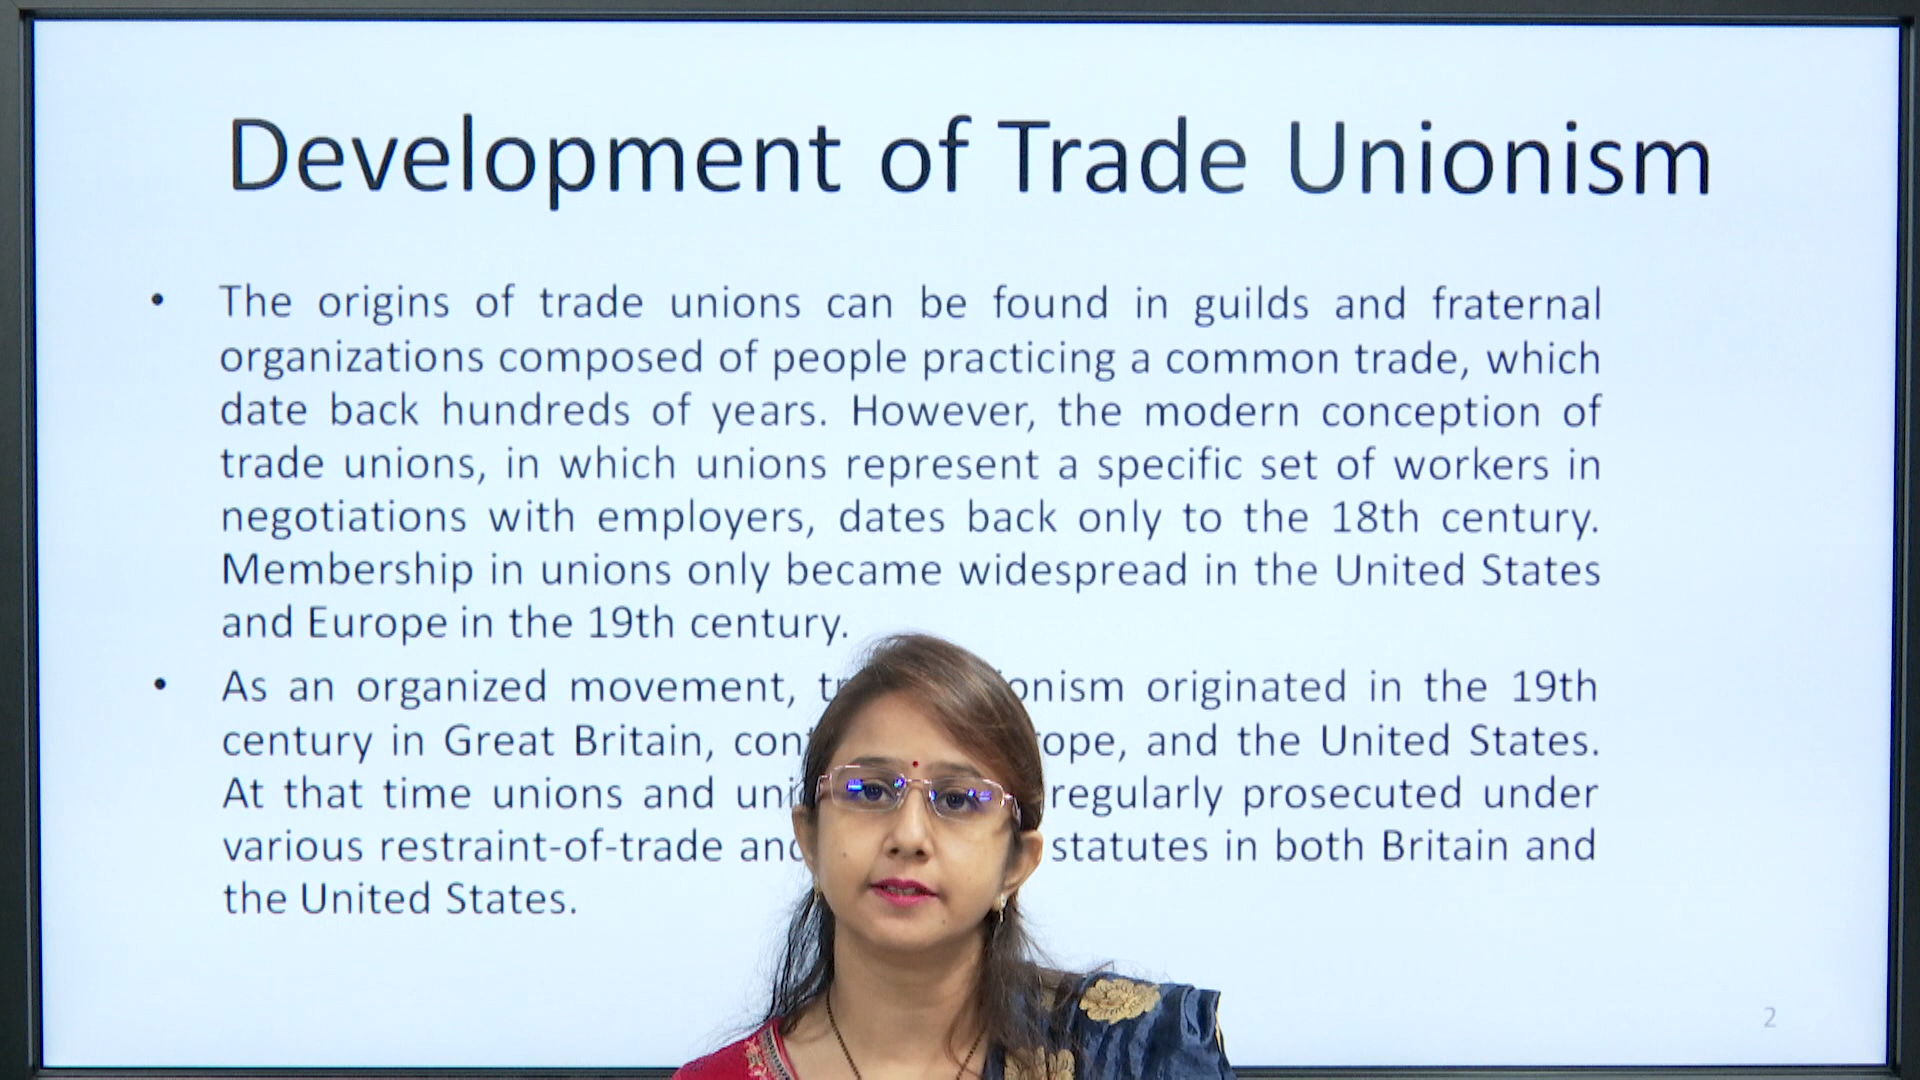 Development of Trade Unionism
• The origins of trade unions can be found in guilds and fraternal
organizations composed of people practicing a common trade, which
date back hundreds of years. However, the modern conception of
trade unions, in which unions represent a specific set of workers in
negotiations with employers, dates back only to the 18th century.
Membership in unions only became widespread in the United States
and Europe in the 19th century.
• As an organized movement, originated in the 19th
century in Great Britain, and the United States.
At that time unions and regularly prosecuted under
various restraint-of-trade statutes in both Britain and
the United States.
2